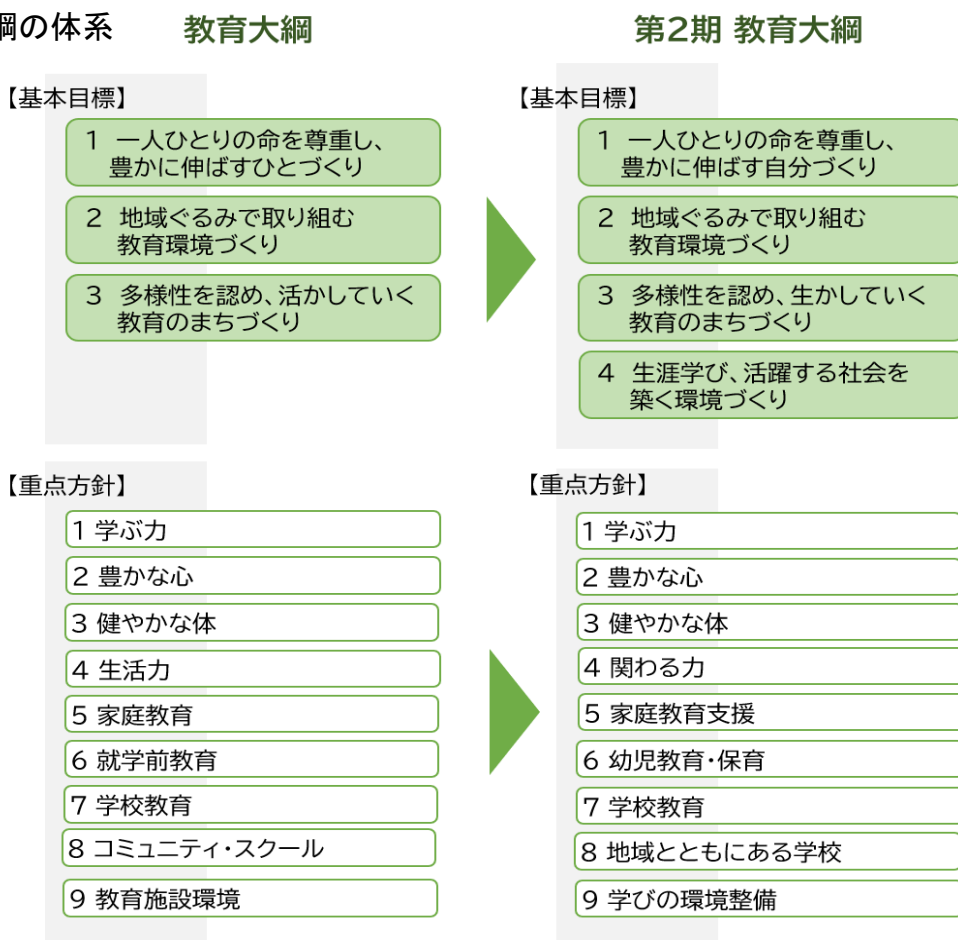 綱の体系
教育大綱
【基本目標】
1 一人ひとりの命を尊重し、
豊かに伸ばすひとづくり
2 地域ぐるみで取り組む
教育環境づくり
3 多様性を認め、活かしていく
教育のまちづくり
【重点方針】
1 学ぶ力
2 豊かな心
3 健やかな体
4 生活力
5 家庭教育
6 就学前教育
7 学校教育
8 コミュニティ・スクール
9 教育施設環境
第2期 教育大綱
【基本目標】
1 一人ひとりの命を尊重し、
豊かに伸ばす自分づくり
2 地域ぐるみで取り組む
教育環境づくり
3 多様性を認め、生かしていく
教育のまちづくり
4 生涯学び、活躍する社会を
築く環境づくり
【重点方針】
1 学ぶ力
2 豊かな心
3 健やかな体
4 関わる力
5 家庭教育支援
6 幼児教育・保育
7 学校教育
8 地域とともにある学校
9 学びの環境整備